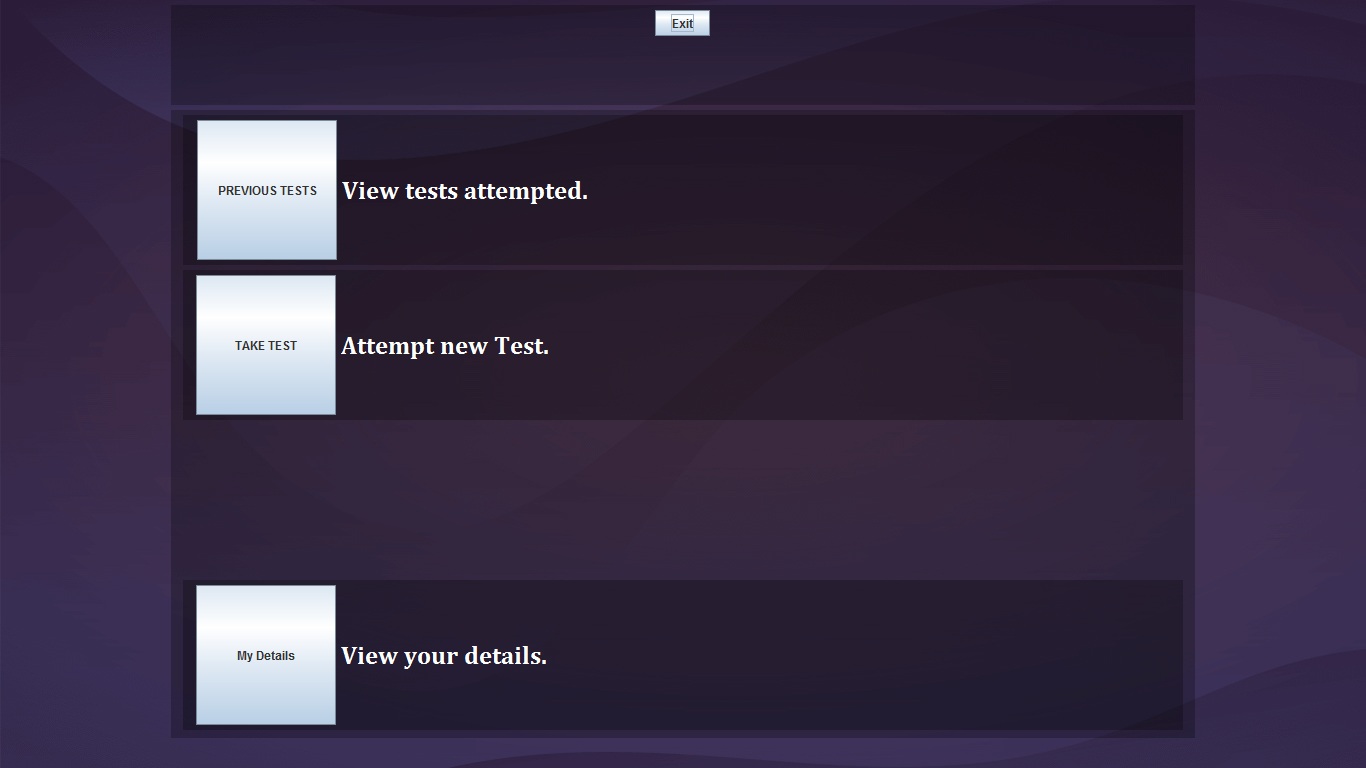 Exit
PREVIOUS TESTS
View tests attempted.
TAKE TEST
Attempt new Test.
My Details
View your details.